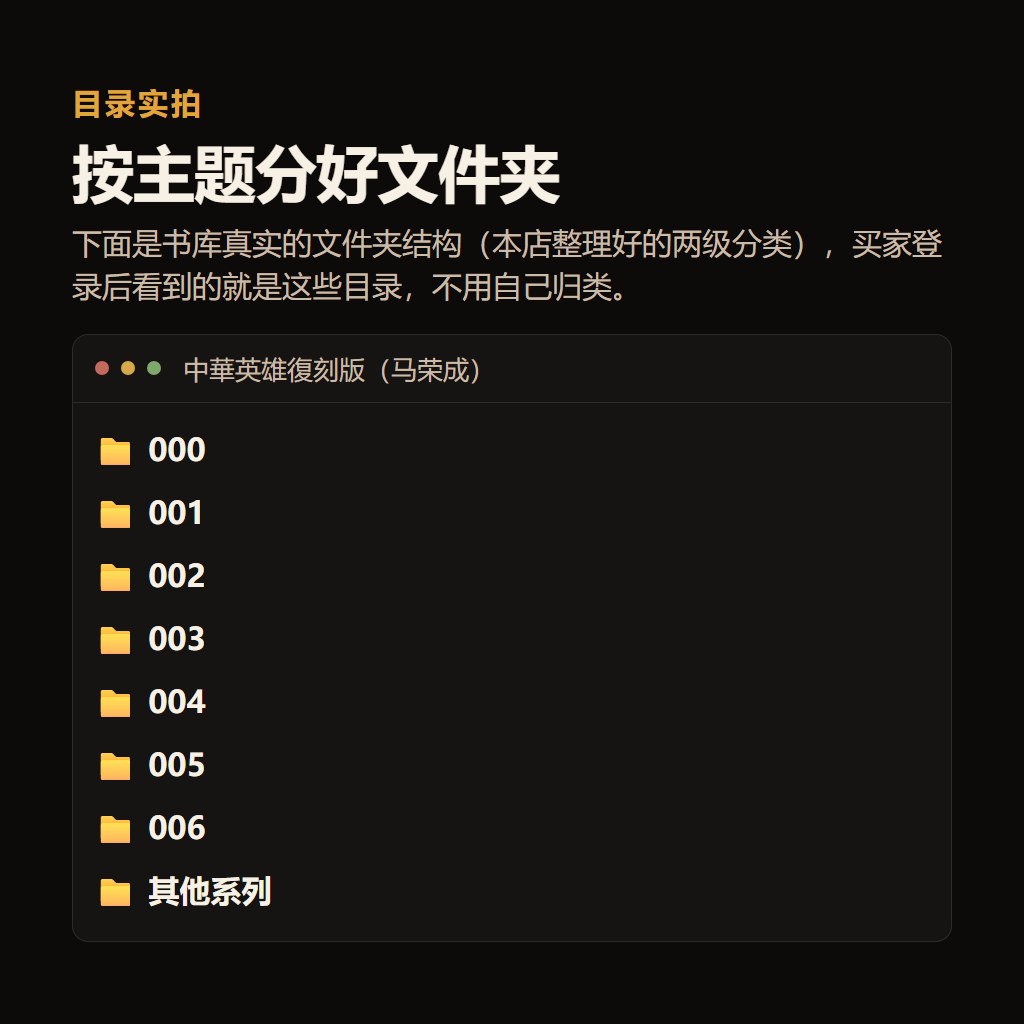 目录实拍
按主题分好文件夹
下面是书库真实的文件夹结构（本店整理好的两级分类），买家登
录后看到的就是这些目录，不用自己归类。
中華英雄復刻版（马荣成）
000
001
002
003
004
005
006
其他系列